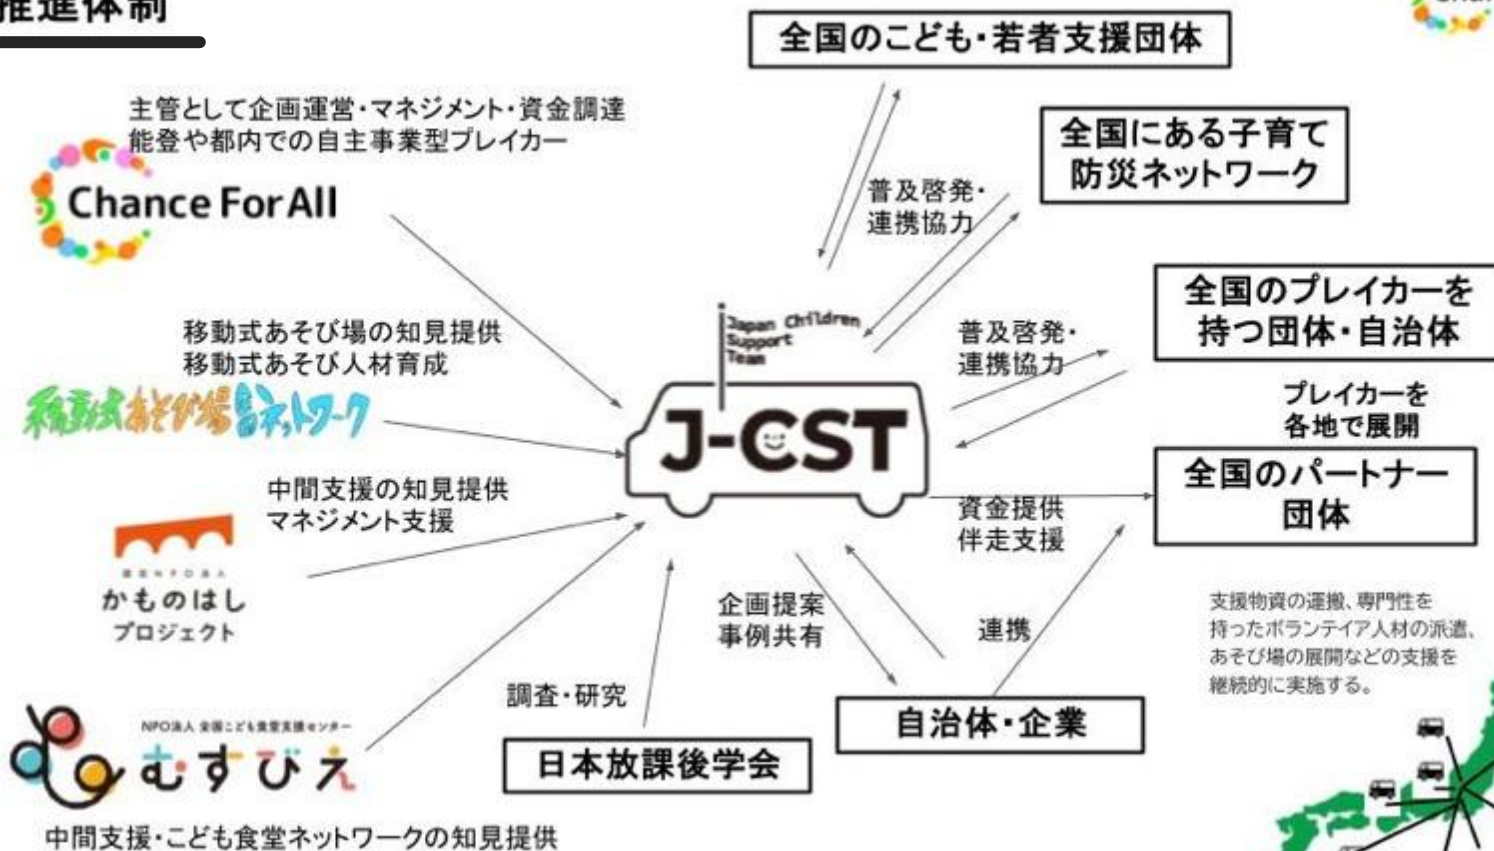 推進体制
全国のこども・若者支援団体
主管として企画運営・マネジメント・資金調達
能登や都内での自主事業型プレイカー
Chance For All
全国にある子育て
防災ネットワーク
普及啓発・
連携協力
全国のプレイカーを
持つ団体・自治体
移動式あそび場の知見提供
移動式あそび人材育成
Japan Children
Support
Team
普及啓発・
連携協力
プレイカーを
各地で展開
移動式あそび場全国ネットワーク
J-CST
全国のパートナー
団体
中間支援の知見提供
マネジメント支援
資金提供
伴走支援
認定NPO法人
かものはし
プロジェクト
企画提案
事例共有
連携
支援物資の運搬、専門性を
持ったボランテイア人材の派遣、
あそび場の展開などの支援を
継続的に実施する。
調査・研究
自治体・企業
NPO法人 全国こども食堂支援センター
むすびえ
日本放課後学会
中間支援・こども食堂ネットワークの知見提供